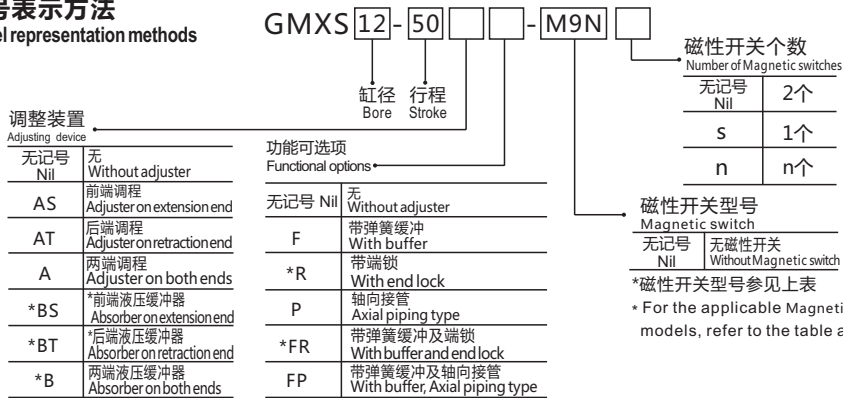 号表示方法
el representation methods
GMXS 12 - 50 - M9N
缸径 行程
Bore Stroke
磁性开关个数
Number of Magnetic switches
无记号 2个
Nil
s 1个
n n个
调整装置
Adjusting device
无记号 无
Nil Without adjuster
AS 前端调程
Adjuster on extension end
AT 后端调程
Adjuster on retraction end
A 两端调程
Adjuster on both ends
*BS *前端液压缓冲器
Absorber on extension end
*BT *后端液压缓冲器
Absorber on retraction end
*B 两端液压缓冲器
Absorber on both ends
功能可选项
Functional options
无记号 Nil 无
Without adjuster
F 带弹簧缓冲
With buffer
*R 带端锁
With end lock
P 轴向接管
Axial piping type
*FR 带弹簧缓冲及端锁
With buffer and end lock
FP 带弹簧缓冲及轴向接管
With buffer, Axial piping type
磁性开关型号
Magnetic switch
无记号 无磁性开关
Nil Without Magnetic switch
*磁性开关型号参见上表
* For the applicable Magneti
models, refer to the table a